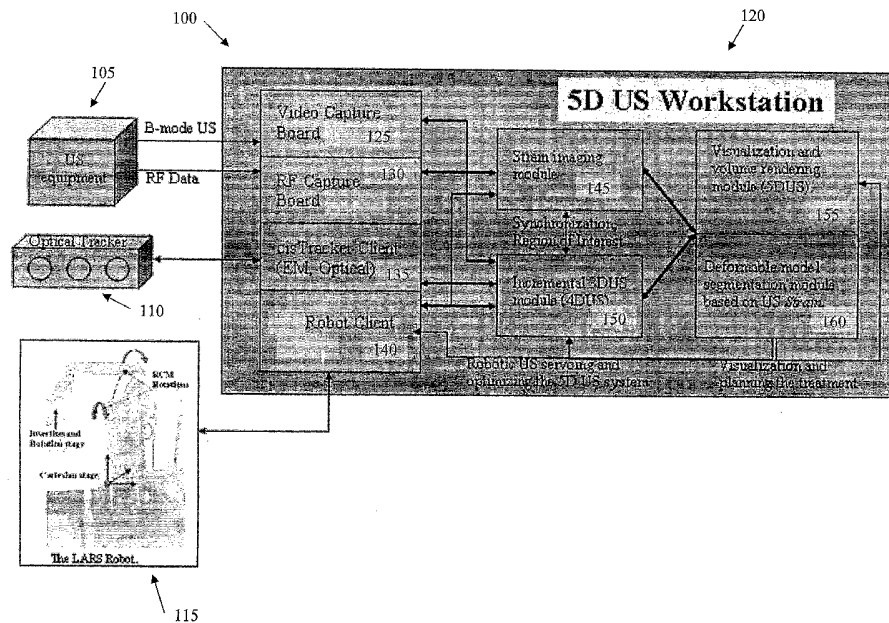 100
120
105
5D US Workstation
B-mode US
US
equipment
RF Data
Video Capture
Board
125
RF Capture
Board
130
Strain imaging
module
145
Visualization and
volume rendering
module (5DUS)
155
Synchronization
Region of Interest
Optical Tracker
110
cisTracker Client
(EM, Optical)
135
Incremental 5DUS
module (4DUS)
150
Deformable model
segmentation module
based on US Strain
160
Robot Client
140
Robotic US servoing and
optimizing the 5D US system
Visualization and
planning the treatment
RCM
Rotation
Insertion and
Rotation stage
Cartesian stage
The LARS Robot.
115